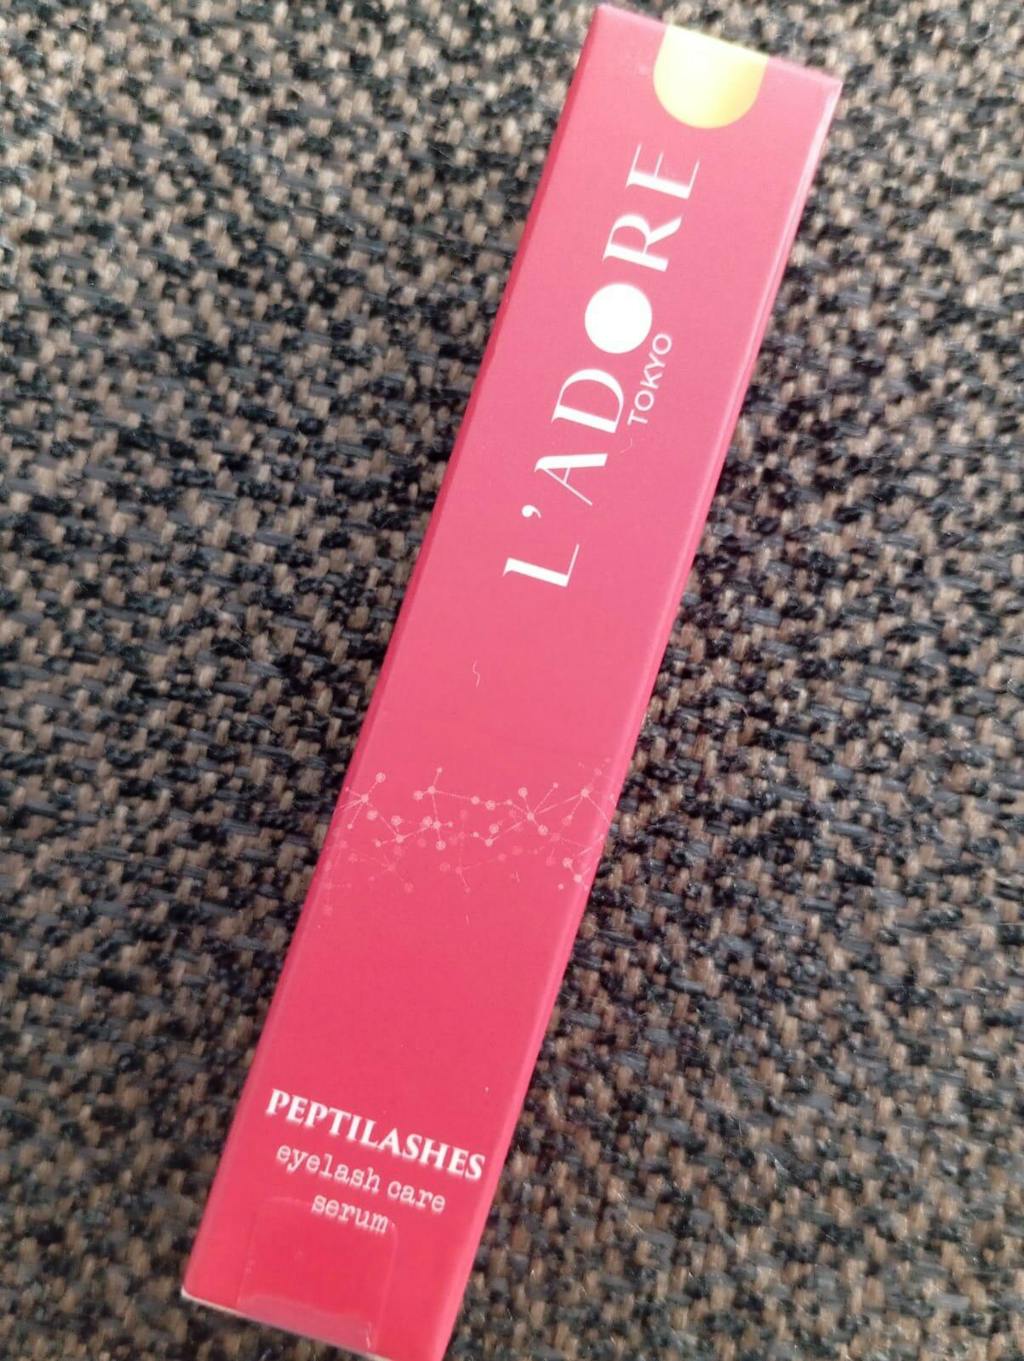 L'ADORE
TOKYO
PEPTILASHES
eyelash care
serum